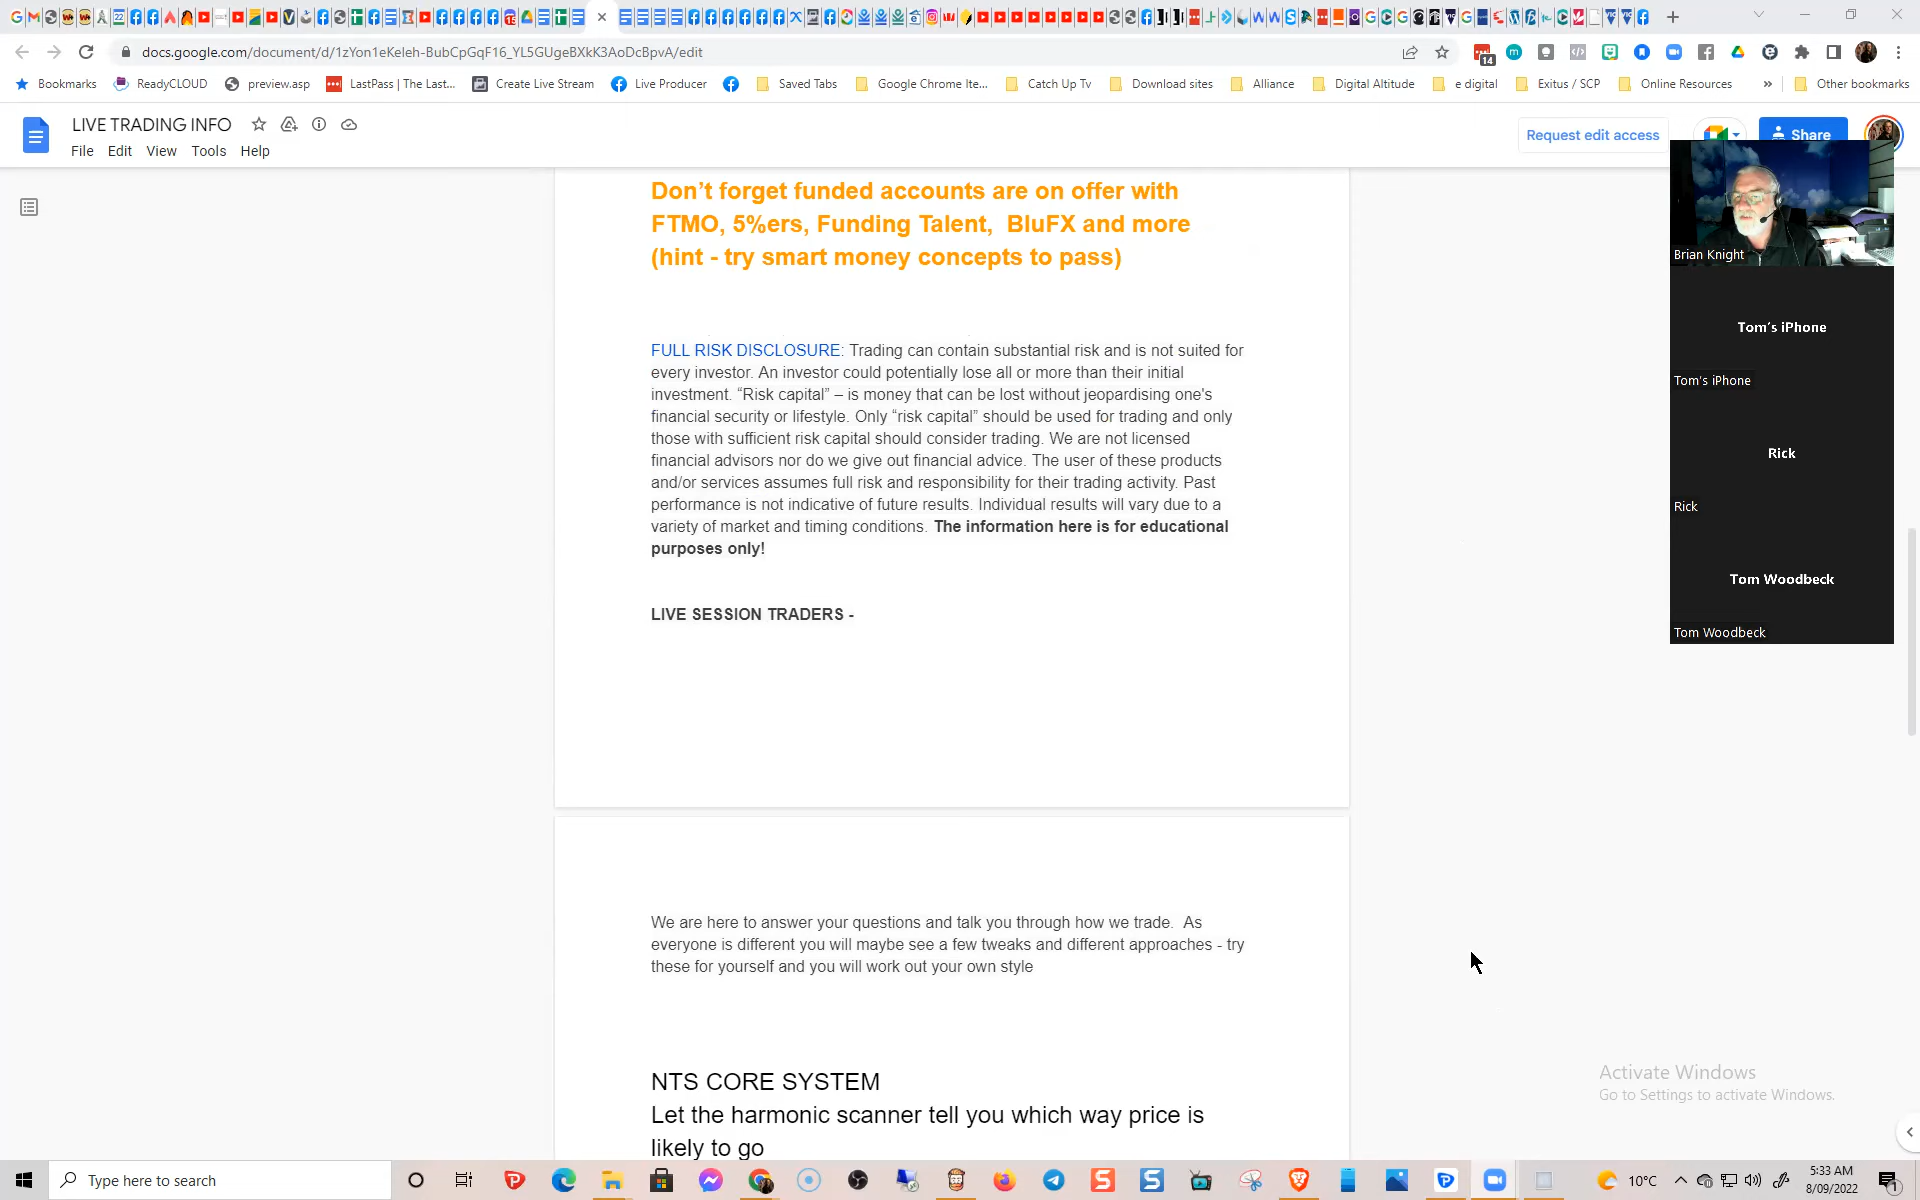 docs.google.com/document/d/1zYon1eKeleh-BubCpGqF16_YL5GUgeBXkK3AoDcBpvA/edit
Bookmarks
ReadyCLOUD
preview.asp
LastPass | The Last...
Create Live Stream
Live Producer
Saved Tabs
Google Chrome Ite...
Catch Up Tv
Download sites
Alliance
Digital Altitude
e digital
Exitus / SCP
Online Resources
»
Other bookmarks
LIVE TRADING INFO
File Edit View Tools Help
Request edit access
Share
Don’t forget funded accounts are on offer with
FTMO, 5%ers, Funding Talent,  BluFX and more
(hint - try smart money concepts to pass)
FULL RISK DISCLOSURE: Trading can contain substantial risk and is not suited for
every investor. An investor could potentially lose all or more than their initial
investment. “Risk capital” – is money that can be lost without jeopardising one's
financial security or lifestyle. Only “risk capital” should be used for trading and only
those with sufficient risk capital should consider trading. We are not licensed
financial advisors nor do we give out financial advice. The user of these products
and/or services assumes full risk and responsibility for their trading activity. Past
performance is not indicative of future results. Individual results will vary due to a
variety of market and timing conditions. The information here is for educational
purposes only!
LIVE SESSION TRADERS -
We are here to answer your questions and talk you through how we trade.  As
everyone is different you will maybe see a few tweaks and different approaches - try
these for yourself and you will work out your own style
NTS CORE SYSTEM
Let the harmonic scanner tell you which way price is
likely to go
Brian Knight
Tom’s iPhone
Tom's iPhone
Rick
Rick
Tom Woodbeck
Tom Woodbeck
Activate Windows
Go to Settings to activate Windows.
Type here to search
10°C
5:33 AM
8/09/2022